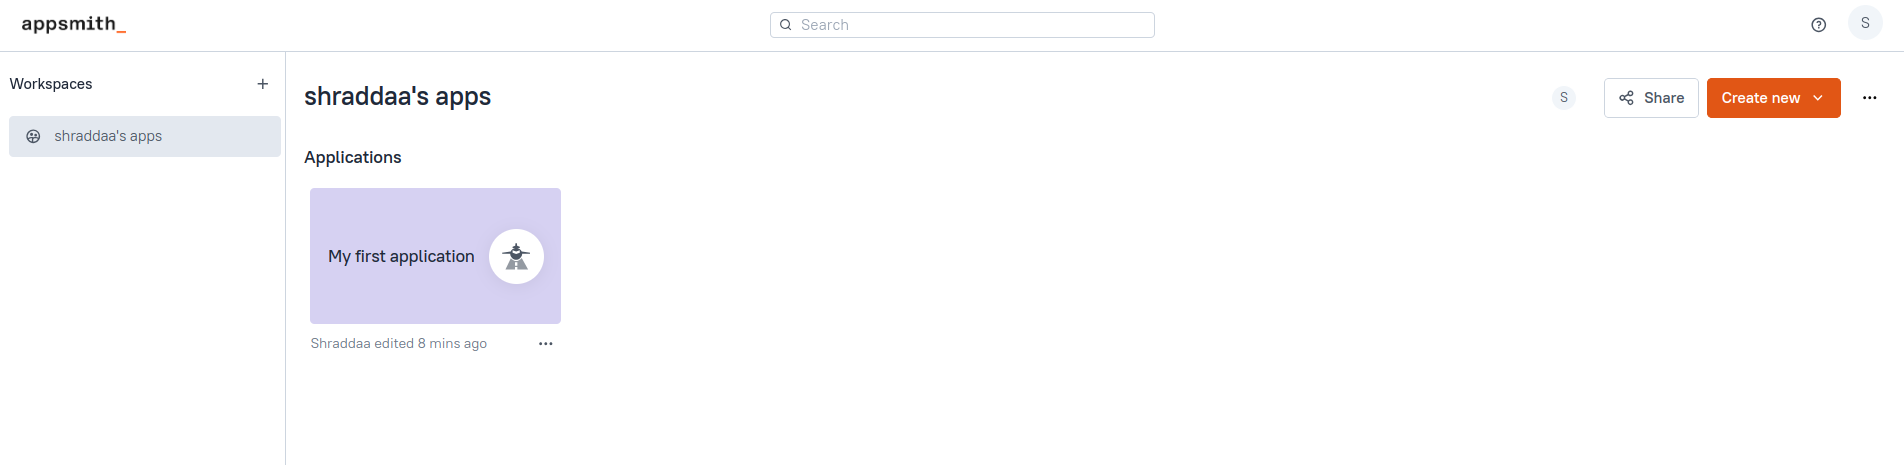 appsmith_
Search
S
Workspaces
shraddaa's apps
shraddaa's apps
S
Share
Create new
Applications
My first application
Shraddaa edited 8 mins ago